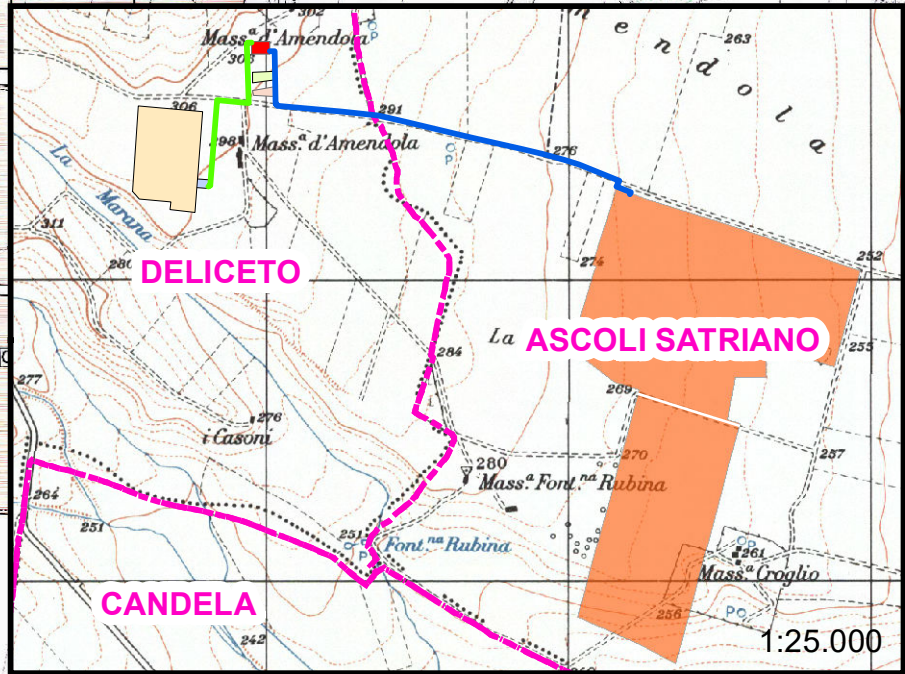 302
P
Mass.ª d'Amendola
305
m
e
n
d
o
l
a
263
306
291
298
Mass.ª d'Amendola
P
276
La
Marana
311
280
DELICETO
274
252
La
ASCOLI SATRIANO
255
284
277
269
276
i Casoni
270
257
280
Mass.ª Font.ⁿᵃ Rubina
264
251
251
P
Font.ⁿᵃ Rubina
P
261
Mass.ª Croglio
CANDELA
256
P
242
1:25.000